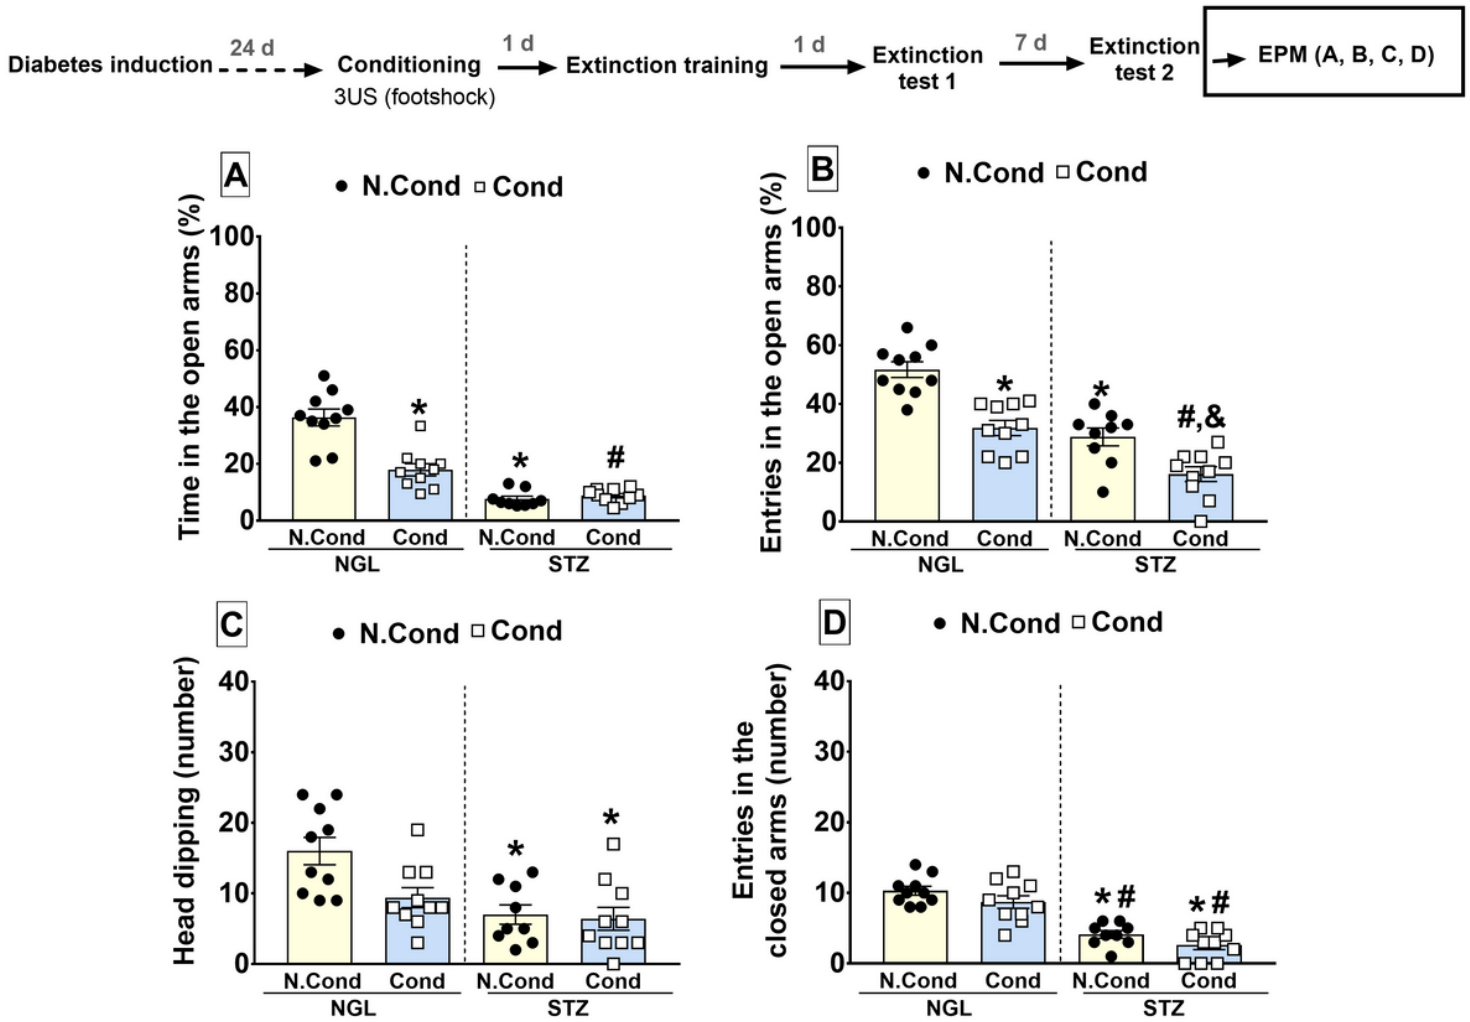 24 d
1 d
1 d
7 d
Diabetes induction
Conditioning
3US (footshock)
Extinction training
Extinction
test 1
Extinction
test 2
EPM (A, B, C, D)
A
N.Cond Cond
Time in the open arms (%)
100
80
60
40
20
0
*
*
#
N.Cond Cond N.Cond Cond
NGL STZ
B
N.Cond Cond
Entries in the open arms (%)
100
80
60
40
20
0
*
*
#,&
N.Cond Cond N.Cond Cond
NGL STZ
C
N.Cond Cond
Head dipping (number)
40
30
20
10
0
*
*
N.Cond Cond N.Cond Cond
NGL STZ
D
N.Cond Cond
Entries in the
closed arms (number)
40
30
20
10
0
* #
* #
N.Cond Cond N.Cond Cond
NGL STZ